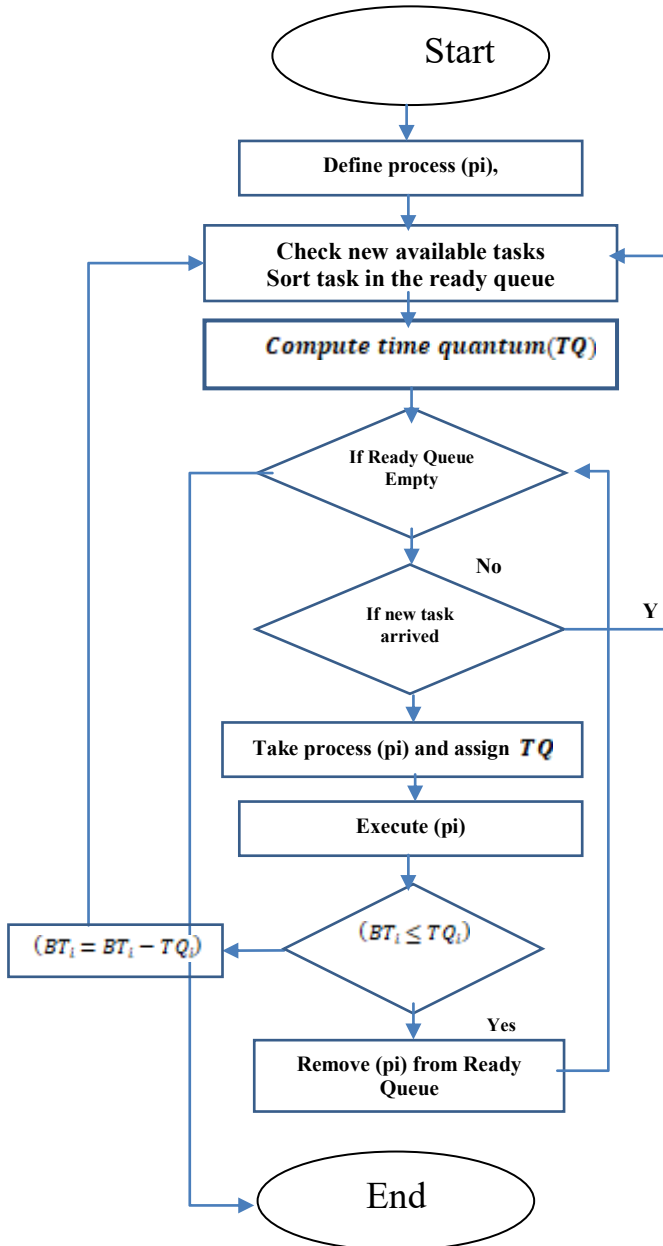 Start
Define process (pi),
Check new available tasks
Sort task in the ready queue
Compute time quantum(TQ)
If Ready Queue
Empty
No
If new task
arrived
Y
Take process (pi) and assign TQ
Execute (pi)
(BTᵢ ≤ TQᵢ)
(BTᵢ = BTᵢ − TQᵢ)
Yes
Remove (pi) from Ready
Queue
End